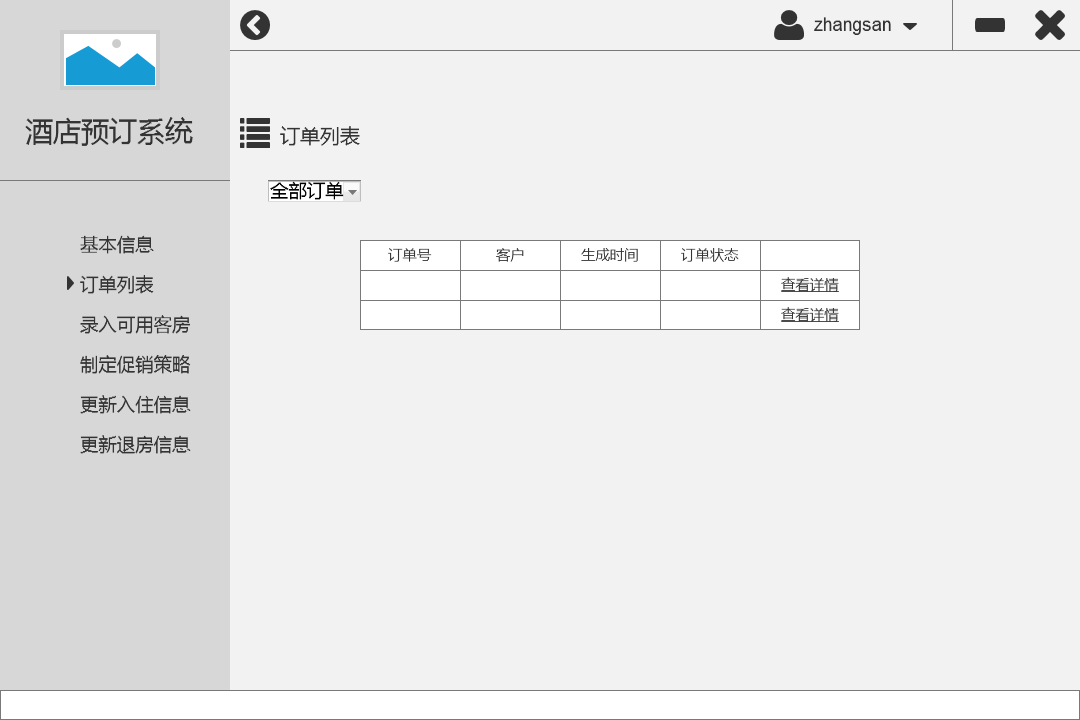 zhangsan
酒店预订系统
基本信息
订单列表
录入可用客房
制定促销策略
更新入住信息
更新退房信息
订单列表
全部订单
订单号 客户 生成时间 订单状态
查看详情
查看详情